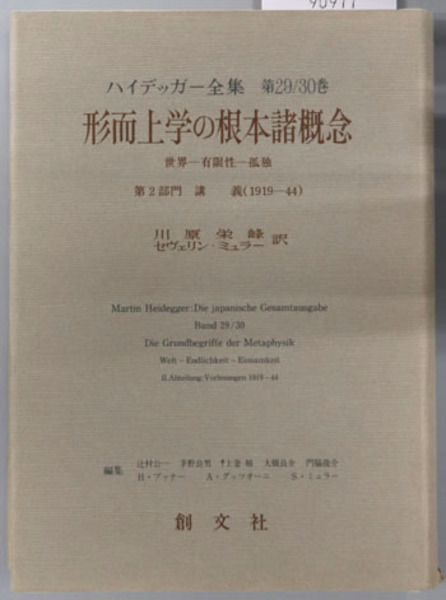 90911
ハイデッガー全集 第29/30巻
形而上学の根本諸概念
世界―有限性―孤独
第2部門 講 義(1919―44)
川原栄峰
セヴェリン・ミュラー 訳
Martin Heidegger: Die japanische Gesamtausgabe
Band 29/30
Die Grundbegriffe der Metaphysik
Welt – Endlichkeit – Einsamkeit
II. Abteilung: Vorlesungen 1919–44
編集 辻村公一 茅野良男 †上妻 精 大橋良介 門脇俊介
H・ブァナー A・グッツオーニ S・ミュラー
創文社